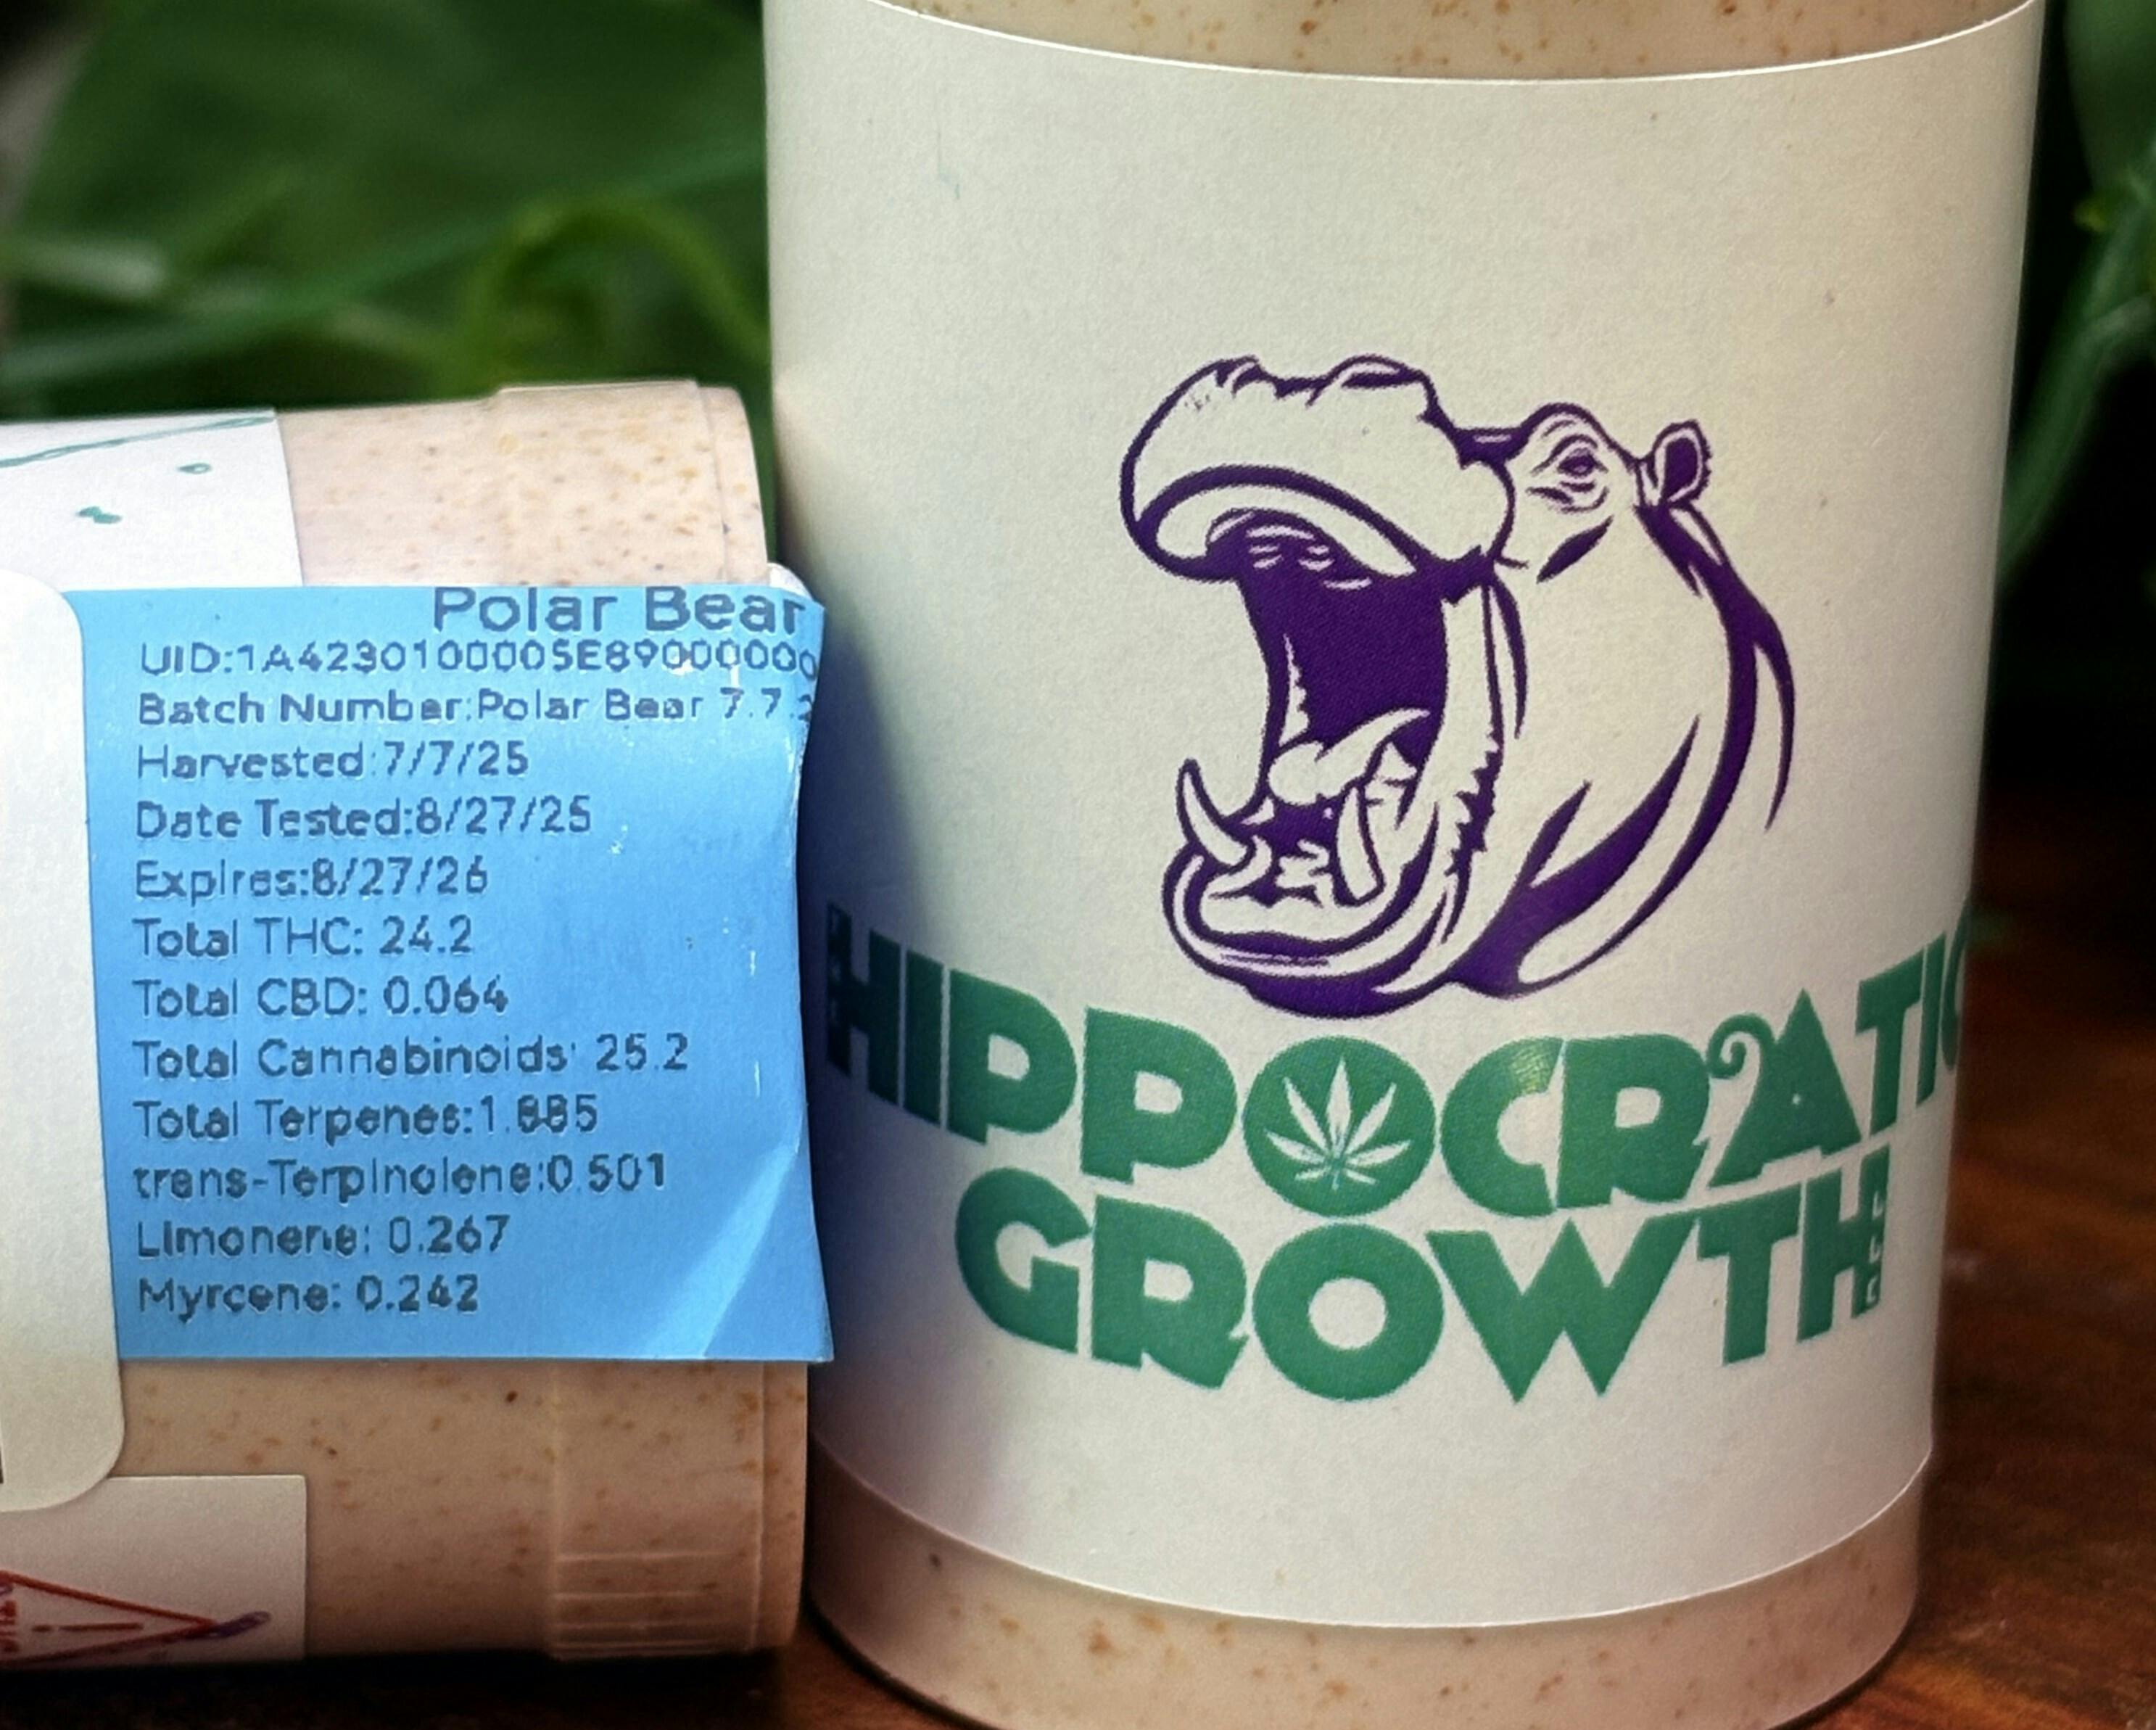 Polar Bear
UID:1A4230100005E89000000
Batch Number:Polar Bear 7.7.2
Harvested:7/7/25
Date Tested:8/27/25
Expires:8/27/26
Total THC: 24.2
Total CBD: 0.064
Total Cannabinoids: 25.2
Total Terpenes:1.885
trans-Terpinolene:0.501
Limonene: 0.267
Myrcene: 0.242
HIPPOCRATIC
GROWTH LLC